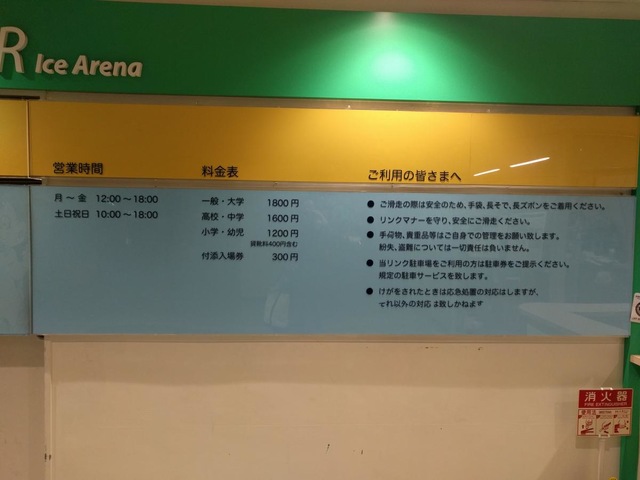 R Ice Arena
営業時間
月〜金 12:00〜18:00
土日祝日 10:00〜18:00
料金表
一般・大学 1800円
高校・中学 1600円
小学・幼児 1200円
貸靴料400円含む
付添入場券 300円
ご利用の皆さまへ
● ご滑走の際は安全のため、手袋、長そで、長ズボンをご着用ください。
● リンクマナーを守り、安全にご滑走ください。
● 手荷物、貴重品等はご自身での管理をお願い致します。
紛失、盗難については一切責任は負いません。
● 当リンク駐車場をご利用の方は駐車券をご提示ください。
規定の駐車サービスを致します。
● けがをされたときは応急処置の対応はしますが、
それ以外の対応は致しかねます
消火器
FIRE EXTINGUISHER
使用法